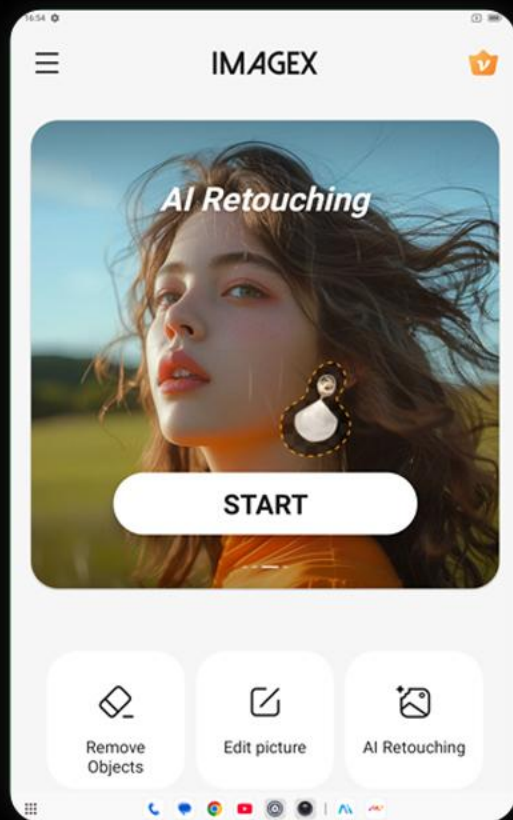 16:54
IMAGEX
AI Retouching
START
Remove
Objects
Edit picture
AI Retouching